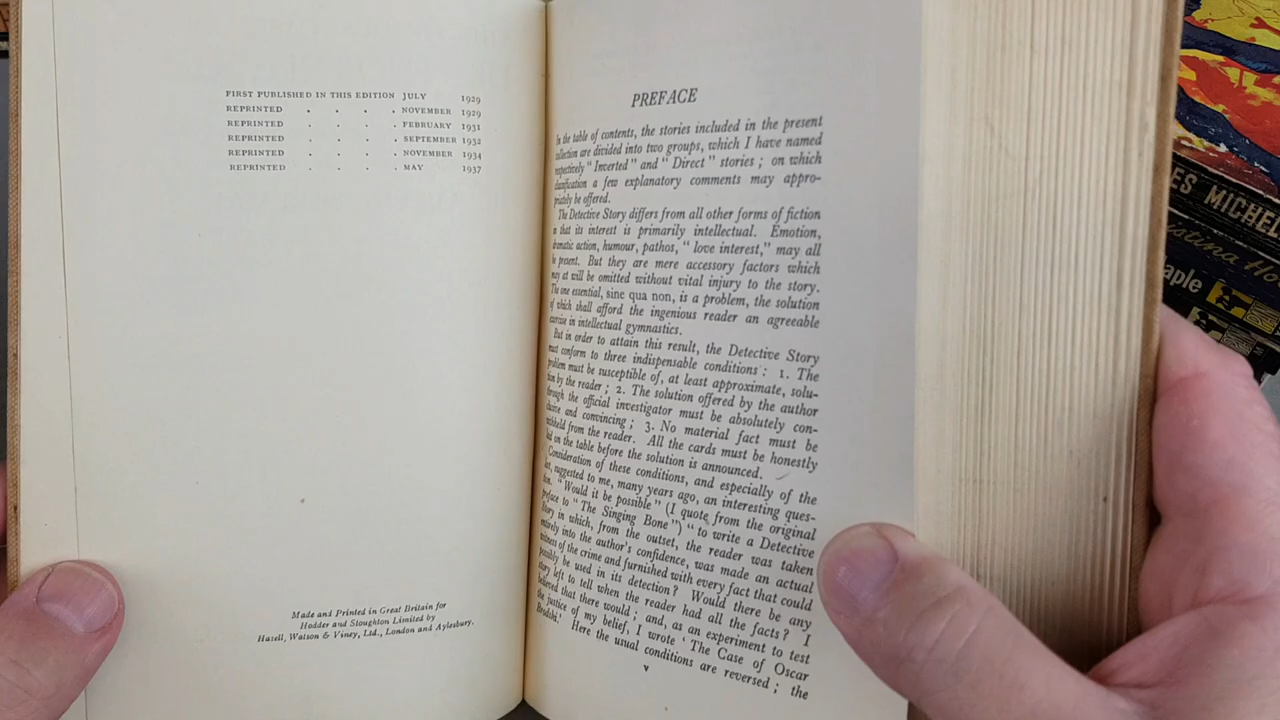 FIRST PUBLISHED IN THIS EDITION JULY 1929
REPRINTED . . . . NOVEMBER 1929
REPRINTED . . . . FEBRUARY 1931
REPRINTED . . . . SEPTEMBER 1932
REPRINTED . . . . NOVEMBER 1934
REPRINTED . . . . MAY 1937
Made and Printed in Great Britain for
Hodder and Stoughton Limited by
Hazell, Watson & Viney, Ltd., London and Aylesbury.
PREFACE
In the table of contents, the stories included in the present
collection are divided into two groups, which I have named
respectively “ Inverted ” and “ Direct ” stories ; on which
classification a few explanatory comments may appro-
priately be offered.
The Detective Story differs from all other forms of fiction
in that its interest is primarily intellectual. Emotion,
dramatic action, humour, pathos, “ love interest,” may all
be present. But they are mere accessory factors which
may at will be omitted without vital injury to the story.
The one essential, sine qua non, is a problem, the solution
of which shall afford the ingenious reader an agreeable
exercise in intellectual gymnastics.
But in order to attain this result, the Detective Story
must conform to three indispensable conditions : 1. The
problem must be susceptible of, at least approximate, solu-
tion by the reader ; 2. The solution offered by the author
through the official investigator must be absolutely con-
clusive and convincing ; 3. No material fact must be
withheld from the reader. All the cards must be honestly
laid on the table before the solution is announced.
Consideration of these conditions, and especially of the
last, suggested to me, many years ago, an interesting ques-
tion. “ Would it be possible ” (I quote from the original
preface to “ The Singing Bone ”) “ to write a Detective
Story in which, from the outset, the reader was taken
entirely into the author's confidence, was made an actual
witness of the crime and furnished with every fact that could
possibly be used in its detection ? Would there be any
story left to tell when the reader had all the facts ? I
believed that there would ; and, as an experiment to test
the justice of my belief, I wrote ‘ The Case of Oscar
Brodski.’ Here the usual conditions are reversed ; the
v
ES MICHEL
istina Ho
aple